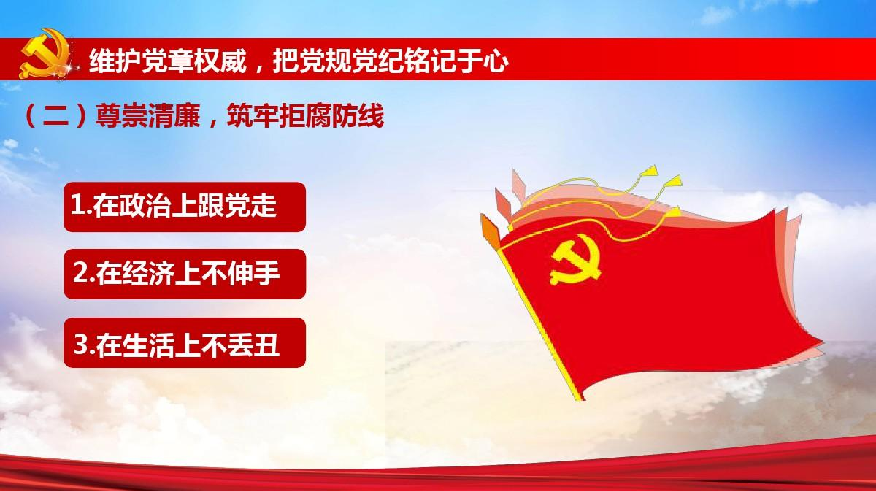 维护党章权威，把党规党纪铭记于心
（二）尊崇清廉，筑牢拒腐防线
1.在政治上跟党走
2.在经济上不伸手
3.在生活上不丢丑